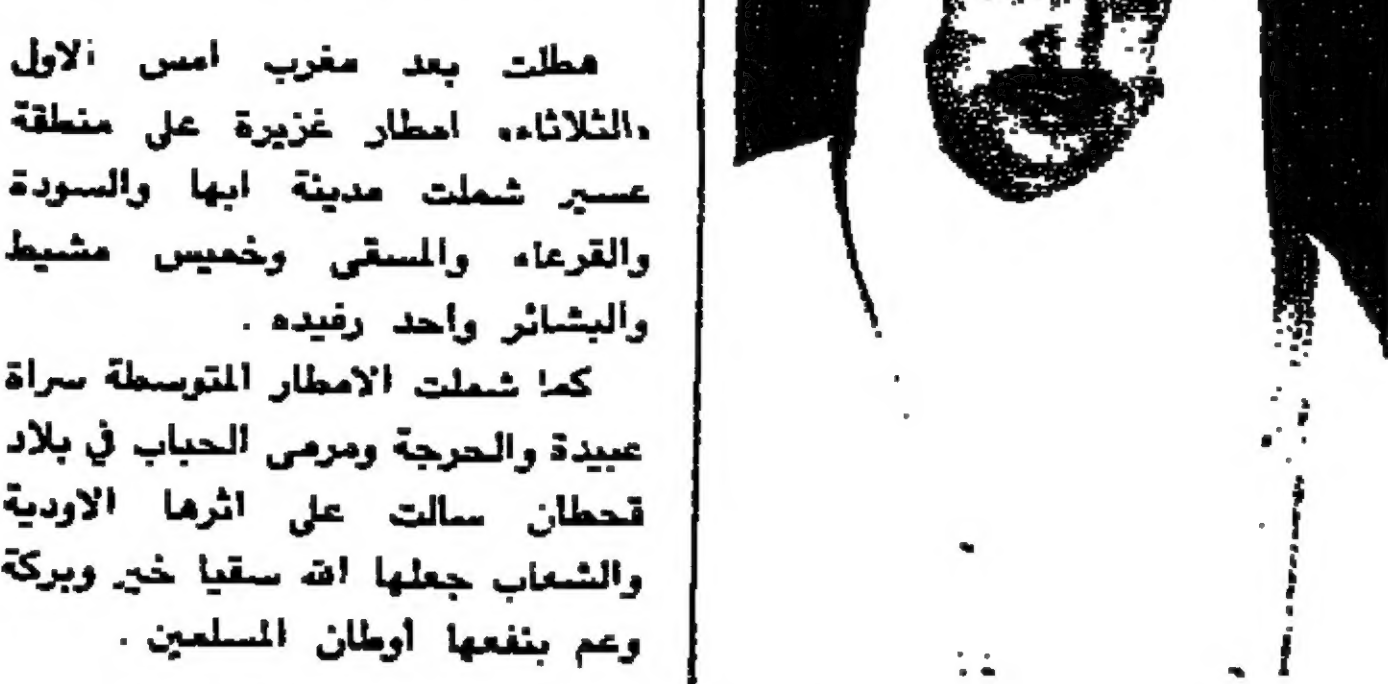 هطلت بعد مغرب امس الاول
«الثلاثاء» امطار غزيرة على منطقة
عسير شملت مدينة ابها والسودة
والقرعاء والمسقى وخميس مشيط
والبشائر واحد رفيده .
كما شملت الامطار المتوسطة سراة
عبيدة والحرجة ومرمى الحباب في بلاد
قحطان سالت على اثرها الاودية
والشعاب جعلها الله سقيا خير وبركة
وعم بنفعها أوطان المسلمين .